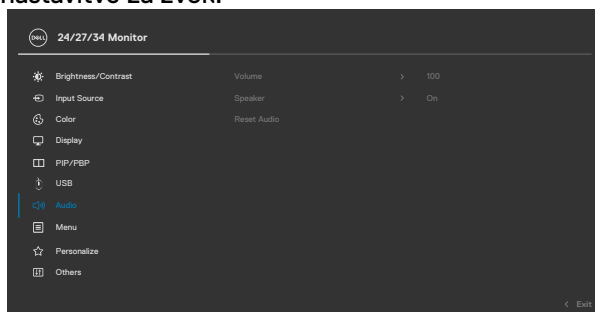 nastavitvo za zvok.
DELL 24/27/34 Monitor
Brightness/Contrast Volume > 100
Input Source Speaker > On
Color Reset Audio
Display
PIP/PBP
USB
Audio
Menu
Personalize
Others
< Exit